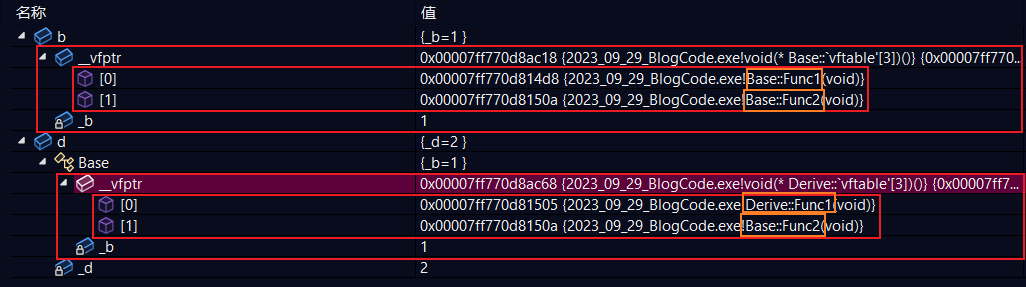 名称 值
b {_b=1 }
__vfptr 0x00007ff770d8ac18 {2023_09_29_BlogCode.exe!void(* Base::`vftable'[3])()} {0x00007ff770...
[0] 0x00007ff770d814d8 {2023_09_29_BlogCode.exe!Base::Func1(void)}
[1] 0x00007ff770d8150a {2023_09_29_BlogCode.exe!Base::Func2(void)}
_b 1
d {_d=2 }
Base {_b=1 }
__vfptr 0x00007ff770d8ac68 {2023_09_29_BlogCode.exe!void(* Derive::`vftable'[3])()} {0x00007ff7...
[0] 0x00007ff770d81505 {2023_09_29_BlogCode.exe!Derive::Func1(void)}
[1] 0x00007ff770d8150a {2023_09_29_BlogCode.exe!Base::Func2(void)}
_b 1
_d 2